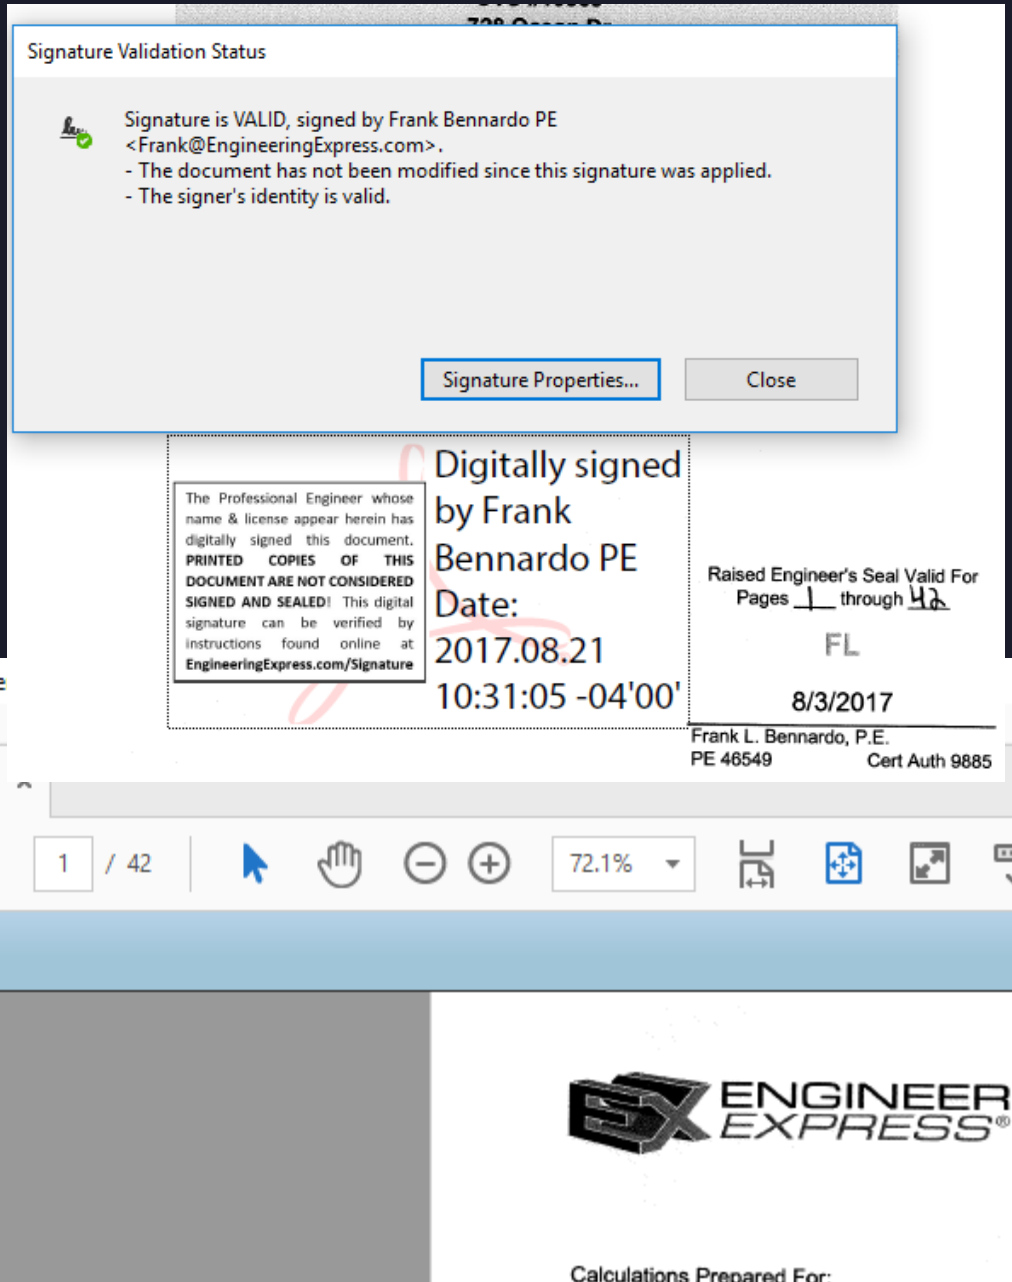 728 Ocean Dr
Signature Validation Status
Signature is VALID, signed by Frank Bennardo PE
<Frank@EngineeringExpress.com>.
- The document has not been modified since this signature was applied.
- The signer's identity is valid.
Signature Properties...
Close
The Professional Engineer whose
name & license appear herein has
digitally signed this document.
PRINTED COPIES OF THIS
DOCUMENT ARE NOT CONSIDERED
SIGNED AND SEALED! This digital
signature can be verified by
instructions found online at
EngineeringExpress.com/Signature
Digitally signed
by Frank
Bennardo PE
Date:
2017.08.21
10:31:05 -04'00'
Raised Engineer's Seal Valid For
Pages 1 through 42
FL
8/3/2017
Frank L. Bennardo, P.E.
PE 46549 Cert Auth 9885
1 / 42
72.1%
EX ENGINEER
EXPRESS®
Calculations Prepared For: